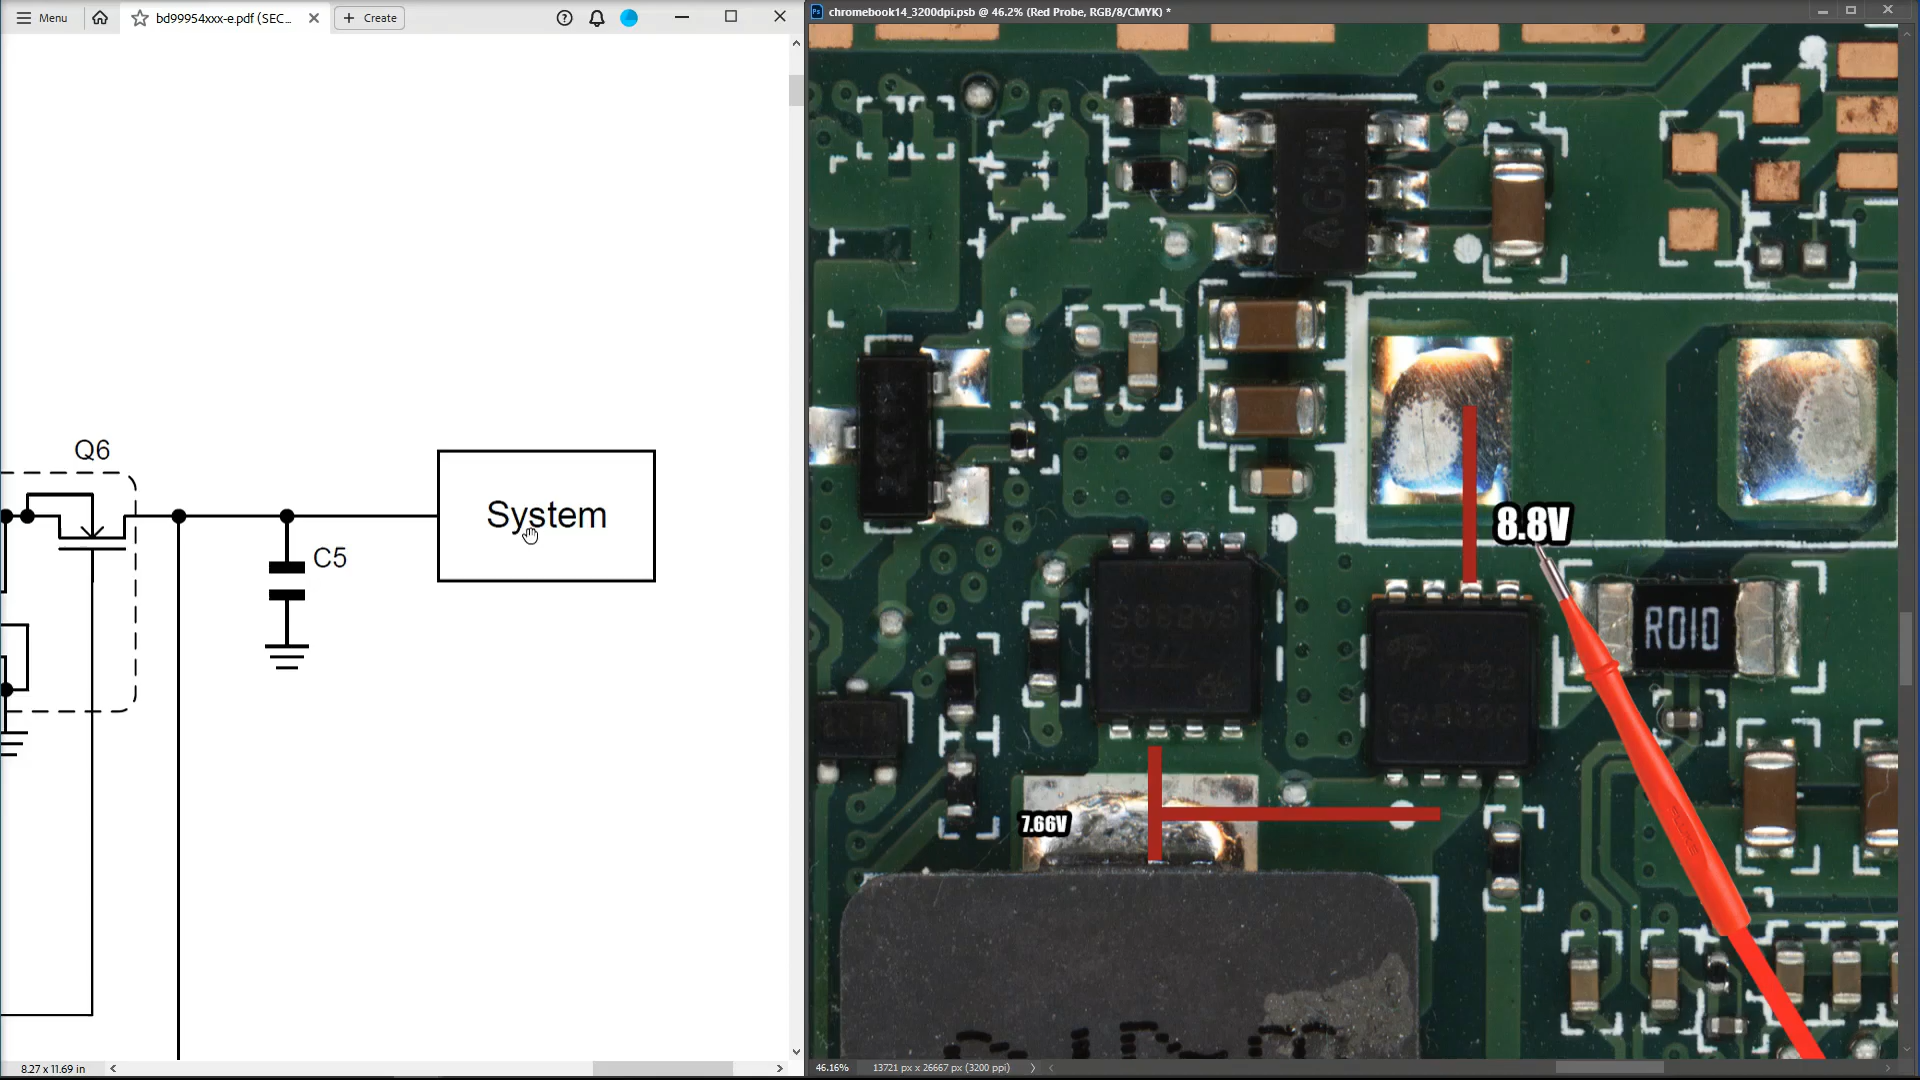 Menu
bd99954xxx-e.pdf (SEC...
+ Create
chromebook14_3200dpi.psb @ 46.2% (Red Probe, RGB/8/CMYK) *
Q6
System
C5
8.8V
R010
7.66V
8.27 x 11.69 in
46.16%
13721 px x 26667 px (3200 ppi)